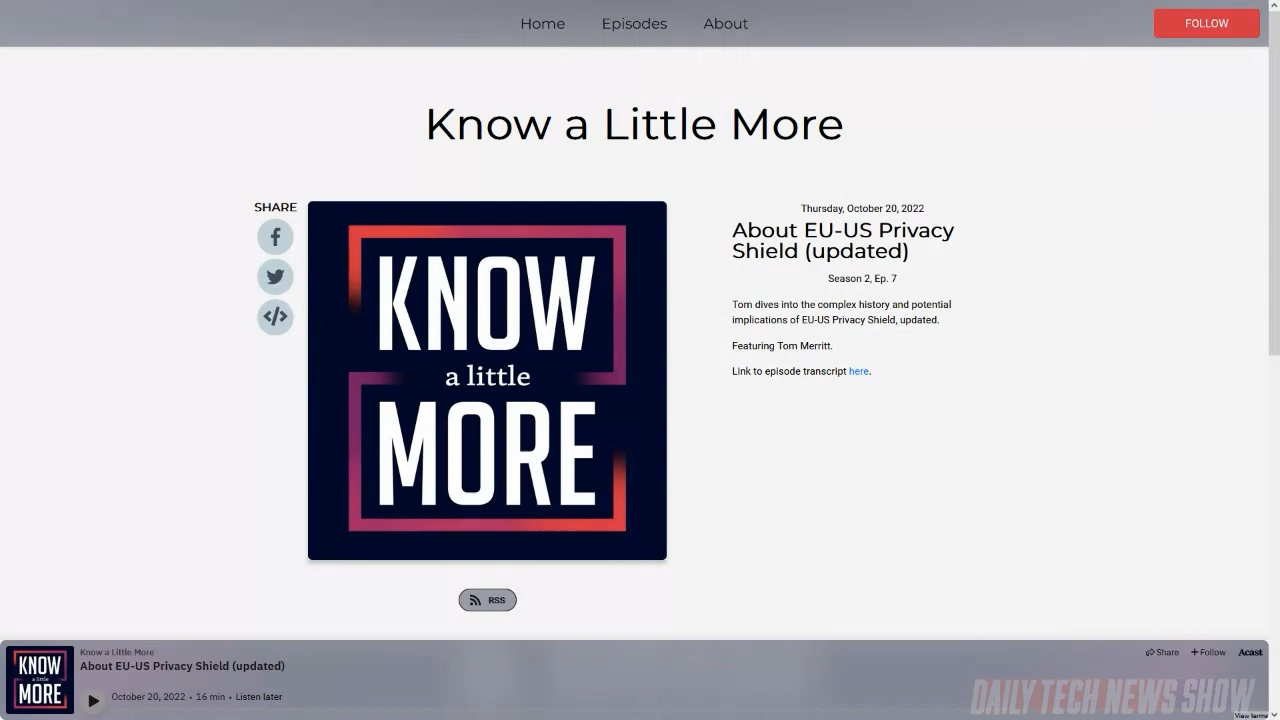 Home Episodes About FOLLOW
Know a Little More
SHARE
KNOW
a little
MORE
Thursday, October 20, 2022
About EU-US Privacy
Shield (updated)
Season 2, Ep. 7
Tom dives into the complex history and potential
implications of EU-US Privacy Shield, updated.
Featuring Tom Merritt.
Link to episode transcript here.
RSS
KNOW
a little
MORE
Know a Little More
About EU-US Privacy Shield (updated)
October 20, 2022 • 16 min • Listen later
Share + Follow Acast
DAILY TECH NEWS SHOW
View terms